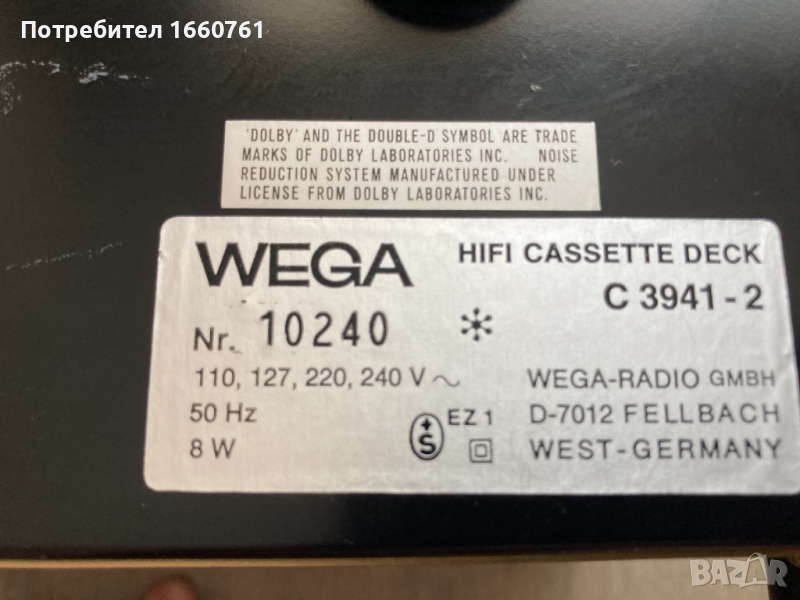 Потребител 1660761
'DOLBY' AND THE DOUBLE-D SYMBOL ARE TRADE
MARKS OF DOLBY LABORATORIES INC. NOISE
REDUCTION SYSTEM MANUFACTURED UNDER
LICENSE FROM DOLBY LABORATORIES INC.
WEGA HIFI CASSETTE DECK
C 3941-2
Nr. 10240
110, 127, 220, 240 V ~ WEGA-RADIO GMBH
50 Hz S EZ 1 D-7012 FELLBACH
8 W WEST-GERMANY
BAZAR